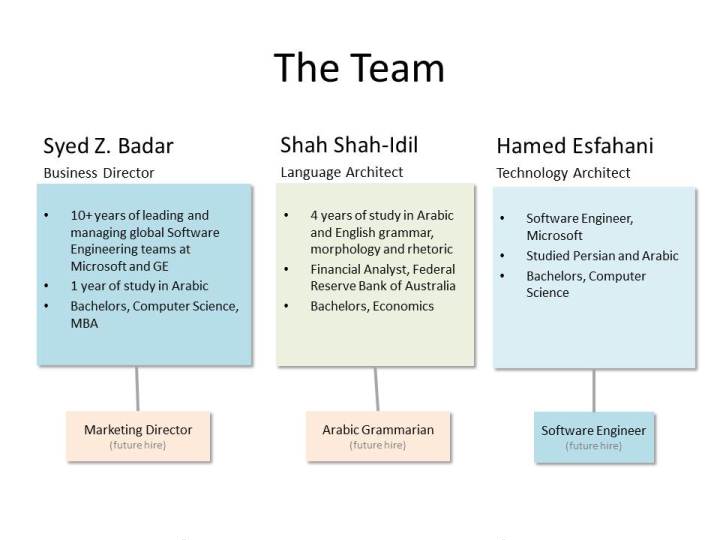 The Team
Syed Z. Badar
Business Director
• 10+ years of leading and
managing global Software
Engineering teams at
Microsoft and GE
• 1 year of study in Arabic
• Bachelors, Computer Science,
MBA
Marketing Director
(future hire)
Shah Shah-Idil
Language Architect
• 4 years of study in Arabic
and English grammar,
morphology and rhetoric
• Financial Analyst, Federal
Reserve Bank of Australia
• Bachelors, Economics
Arabic Grammarian
(future hire)
Hamed Esfahani
Technology Architect
• Software Engineer,
Microsoft
• Studied Persian and Arabic
• Bachelors, Computer
Science
Software Engineer
(future hire)